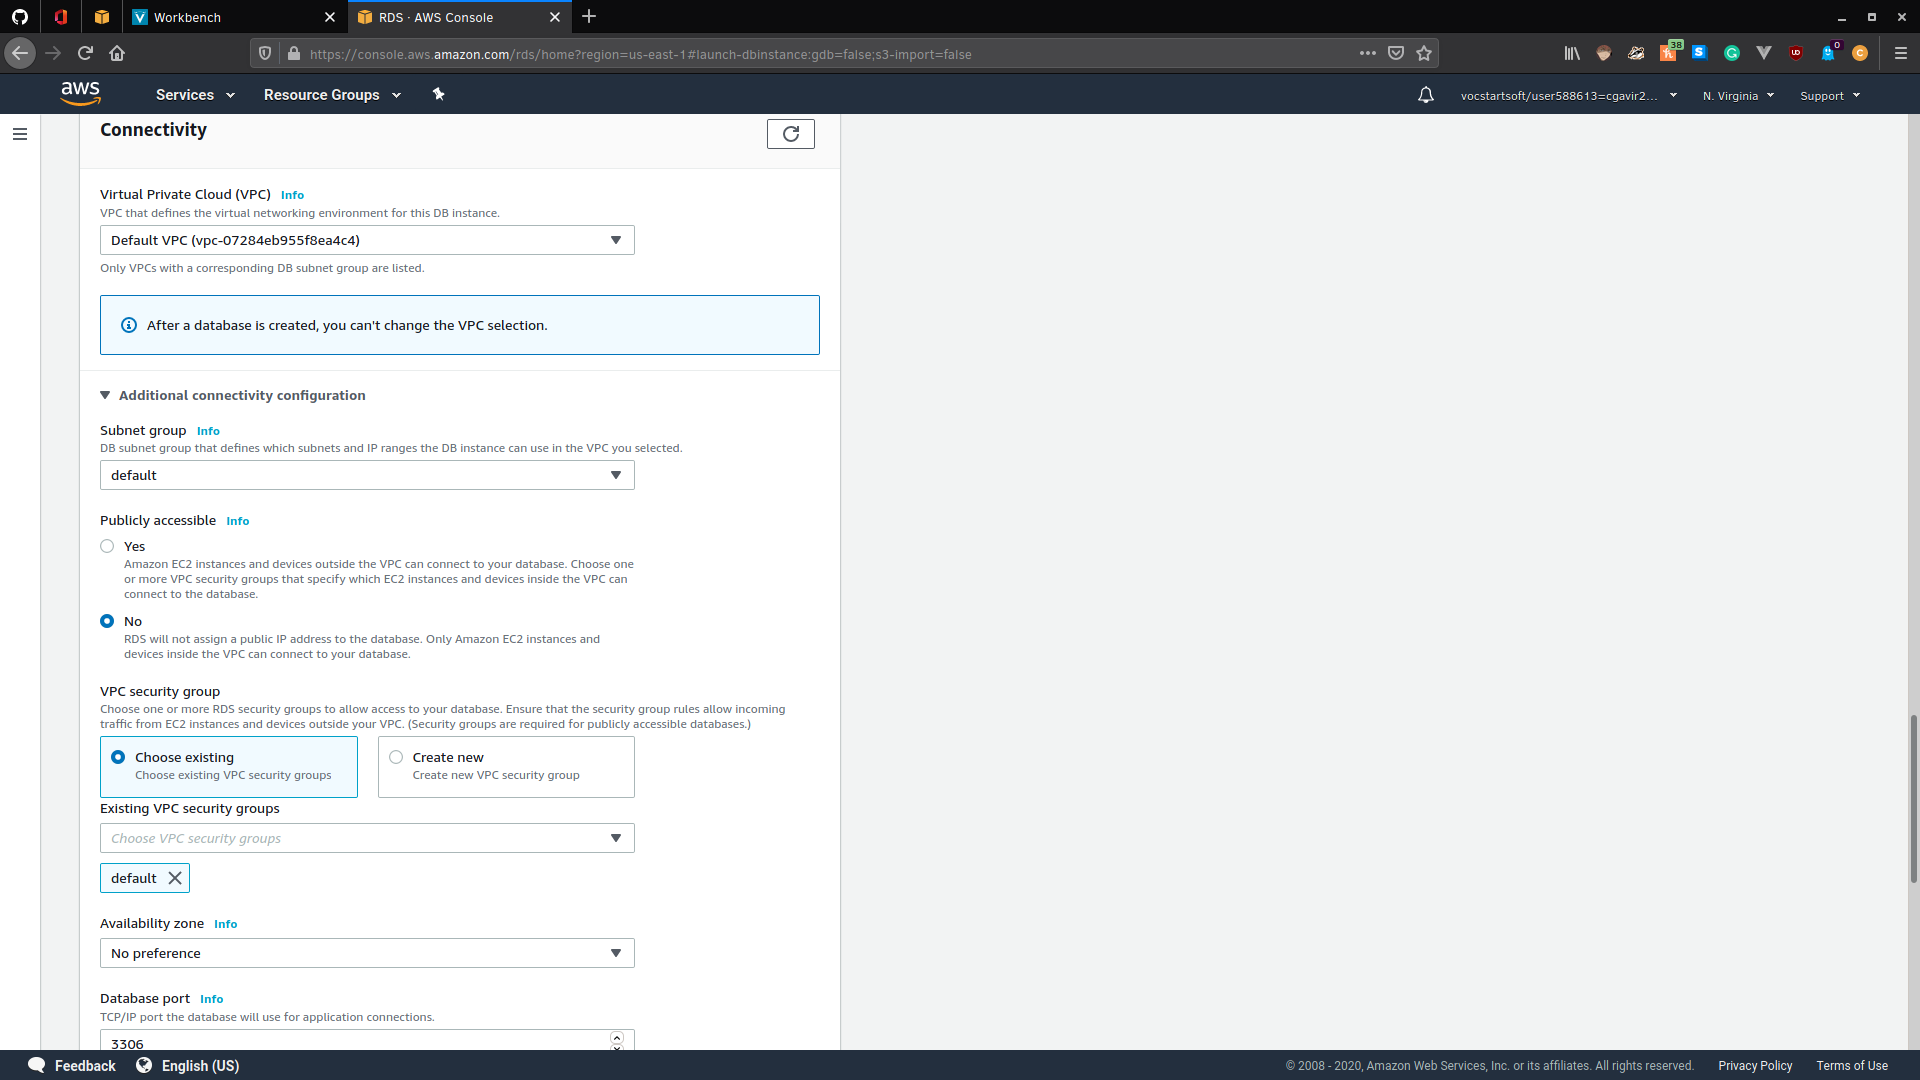 Workbench
RDS · AWS Console
https://console.aws.amazon.com/rds/home?region=us-east-1#launch-dbinstance:gdb=false;s3-import=false
38
S
UD
0
C
aws
Services
Resource Groups
vocstartsoft/user588613=cgavir2...
N. Virginia
Support
Connectivity
Virtual Private Cloud (VPC) Info
VPC that defines the virtual networking environment for this DB instance.
Default VPC (vpc-07284eb955f8ea4c4)
Only VPCs with a corresponding DB subnet group are listed.
After a database is created, you can't change the VPC selection.
Additional connectivity configuration
Subnet group Info
DB subnet group that defines which subnets and IP ranges the DB instance can use in the VPC you selected.
default
Publicly accessible Info
Yes
Amazon EC2 instances and devices outside the VPC can connect to your database. Choose one
or more VPC security groups that specify which EC2 instances and devices inside the VPC can
connect to the database.
No
RDS will not assign a public IP address to the database. Only Amazon EC2 instances and
devices inside the VPC can connect to your database.
VPC security group
Choose one or more RDS security groups to allow access to your database. Ensure that the security group rules allow incoming
traffic from EC2 instances and devices outside your VPC. (Security groups are required for publicly accessible databases.)
Choose existing
Choose existing VPC security groups
Create new
Create new VPC security group
Existing VPC security groups
Choose VPC security groups
default
Availability zone Info
No preference
Database port Info
TCP/IP port the database will use for application connections.
3306
Feedback
English (US)
© 2008 - 2020, Amazon Web Services, Inc. or its affiliates. All rights reserved.
Privacy Policy
Terms of Use